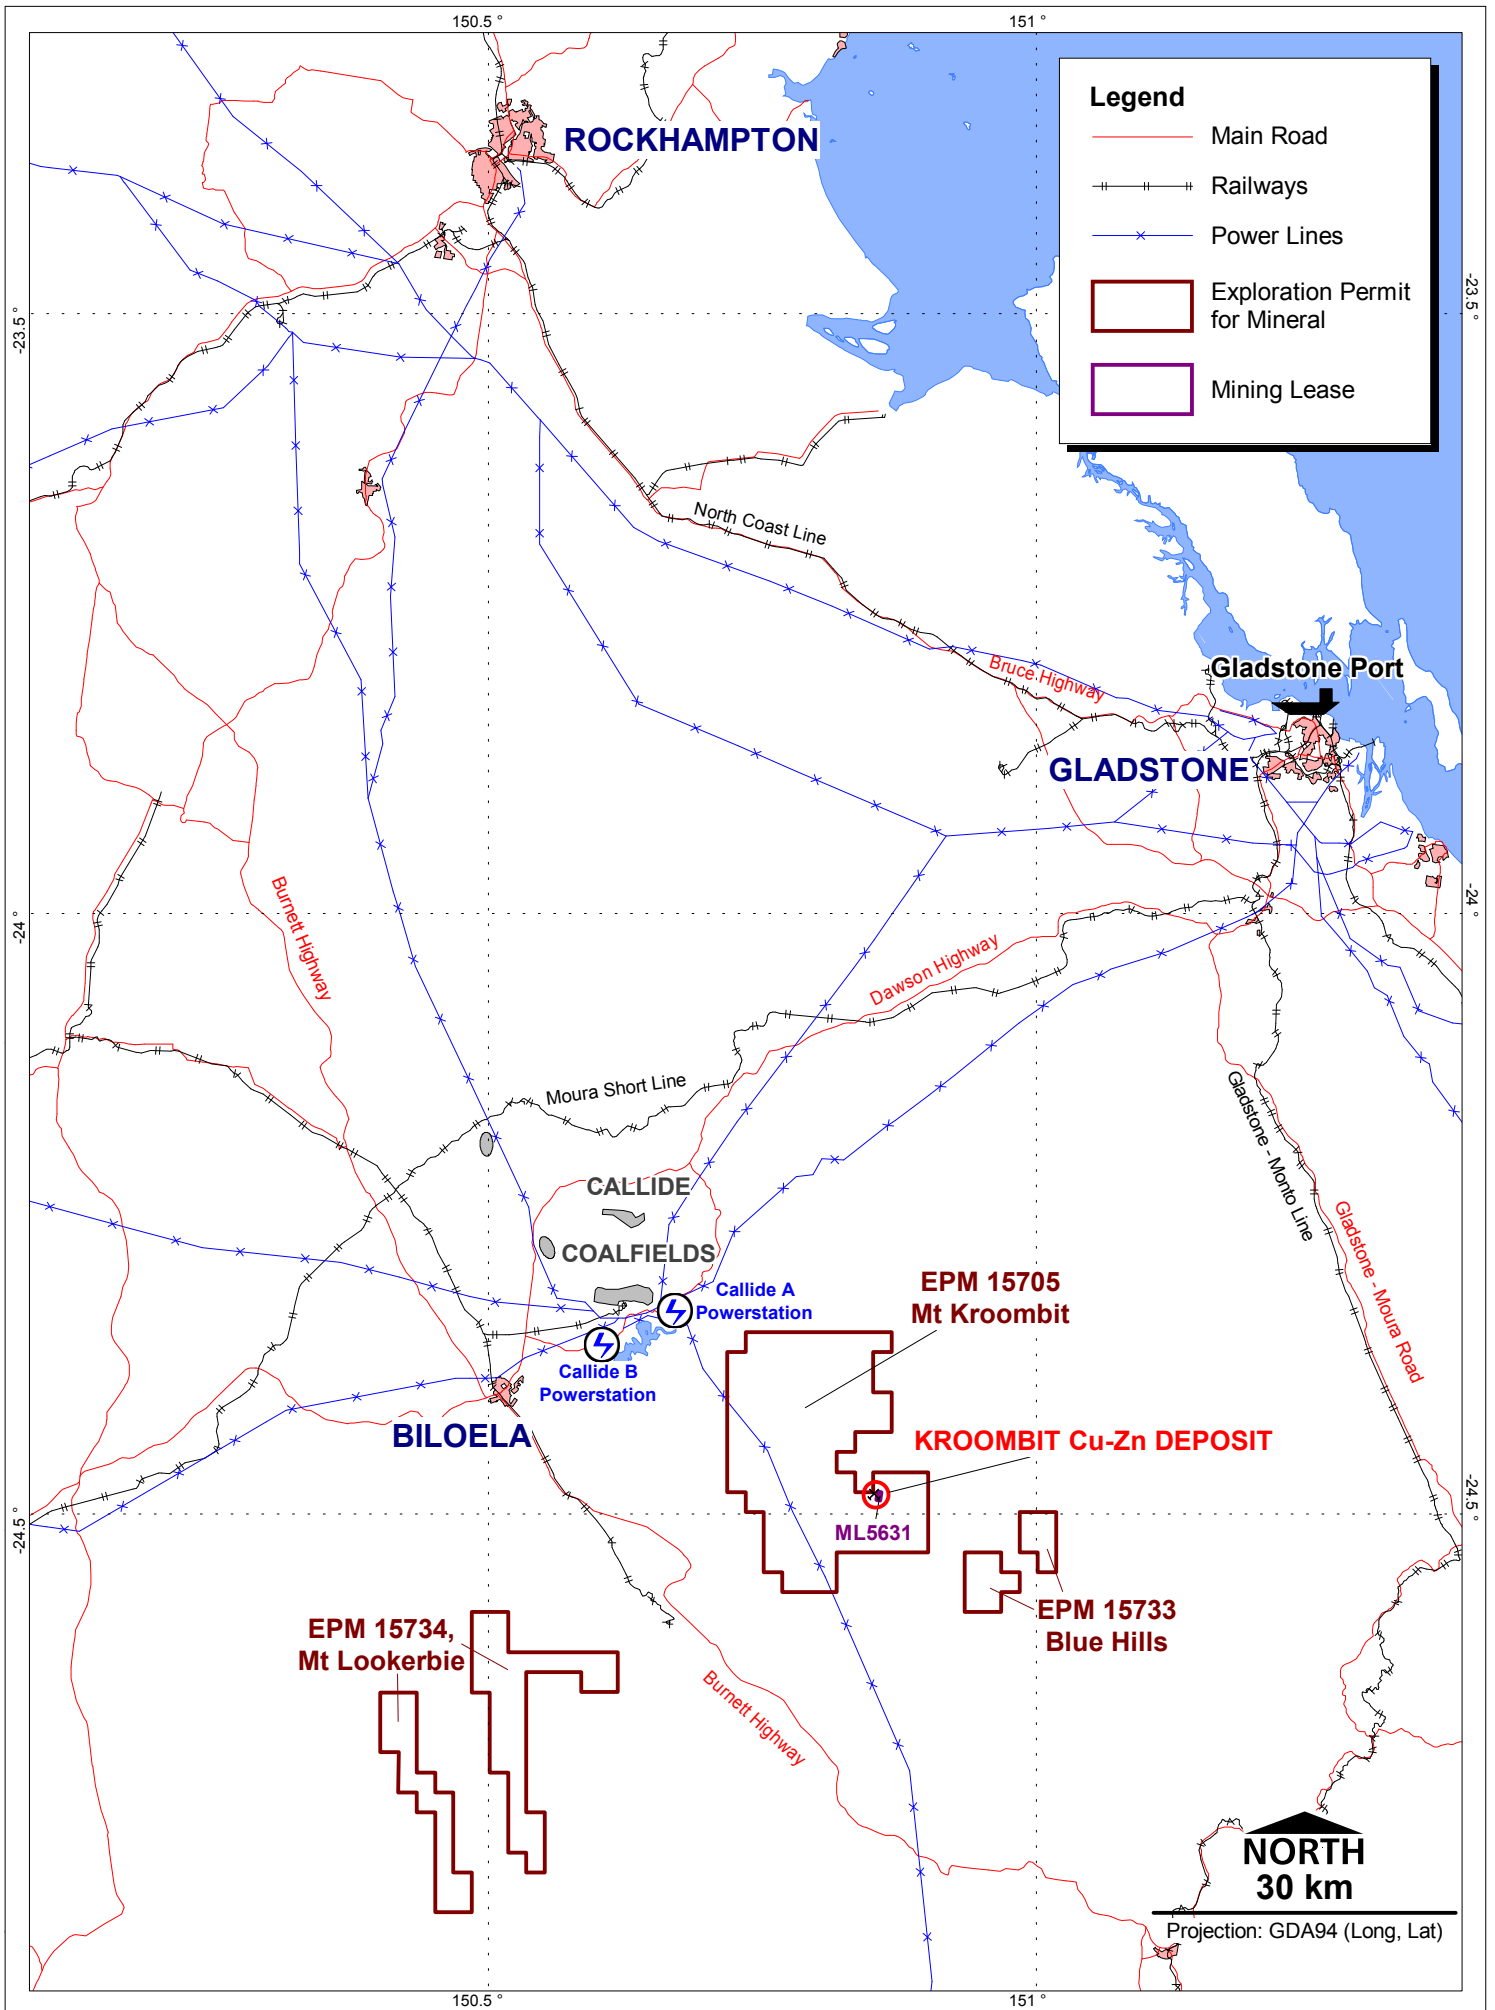 150.5 °
151 °
Legend
Main Road
Railways
Power Lines
Exploration Permit
for Mineral
Mining Lease
ROCKHAMPTON
-23.5 °
-23.5 °
North Coast Line
Bruce Highway
Gladstone Port
GLADSTONE
Burnett Highway
-24 °
-24 °
Dawson Highway
Moura Short Line
Gladstone - Monto Line
Gladstone - Moura Road
CALLIDE
COALFIELDS
Callide A
Powerstation
EPM 15705
Mt Kroombit
Callide B
Powerstation
BILOELA
KROOMBIT Cu-Zn DEPOSIT
ML5631
-24.5 °
-24.5 °
EPM 15733
Blue Hills
EPM 15734,
Mt Lookerbie
Burnett Highway
NORTH
30 km
Projection: GDA94 (Long, Lat)
150.5 °
151 °